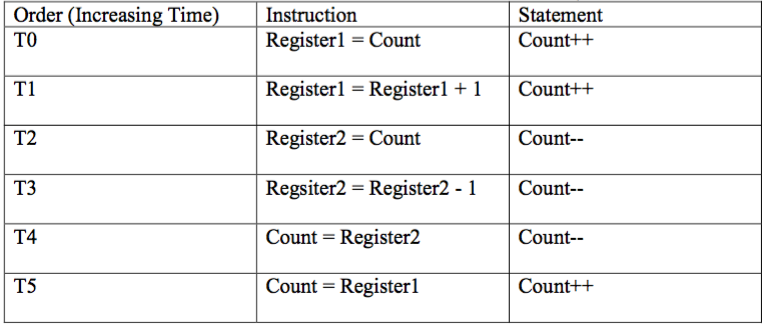 Order (Increasing Time) Instruction Statement
T0 Register1 = Count Count++
T1 Register1 = Register1 + 1 Count++
T2 Register2 = Count Count--
T3 Regsiter2 = Register2 - 1 Count--
T4 Count = Register2 Count--
T5 Count = Register1 Count++